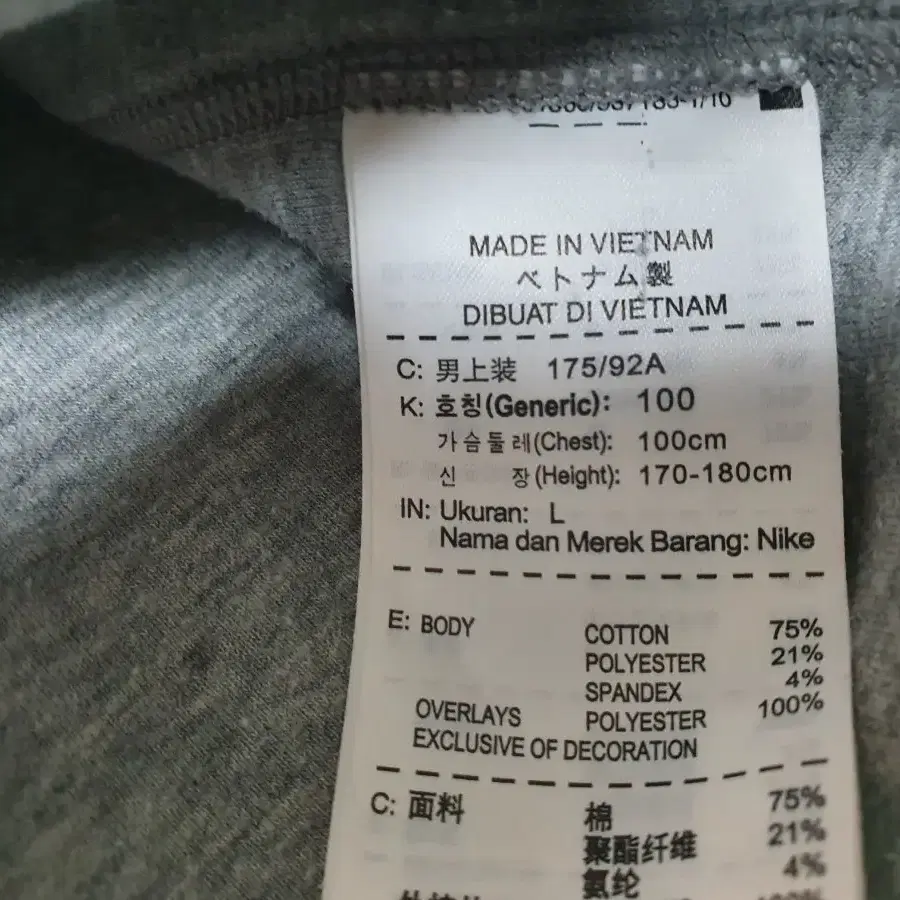 MADE IN VIETNAM
ベトナム製
DIBUAT DI VIETNAM
C: 男上装 175/92A
K: 호칭(Generic): 100
가슴둘레(Chest): 100cm
신 장(Height): 170-180cm
IN: Ukuran: L
Nama dan Merek Barang: Nike
E: BODY COTTON 75%
POLYESTER 21%
SPANDEX 4%
OVERLAYS POLYESTER 100%
EXCLUSIVE OF DECORATION
C: 面料 棉 75%
聚酯纤维 21%
氨纶 4%